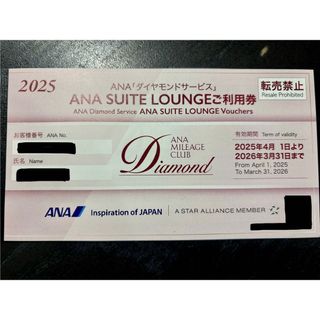 2025
ANA「ダイヤモンドサービス」
ANA SUITE LOUNGEご利用券
ANA Diamond Service ANA SUITE LOUNGE Vouchers
転売禁止
Resale Prohibited
お客様番号 ANA No.
氏名 Name
ANA
MILEAGE
CLUB
Diamond
有効期間 Term of validity
2025年4月 1日より
2026年3月31日まで
From April 1, 2025
To March 31, 2026
ANA Inspiration of JAPAN
A STAR ALLIANCE MEMBER